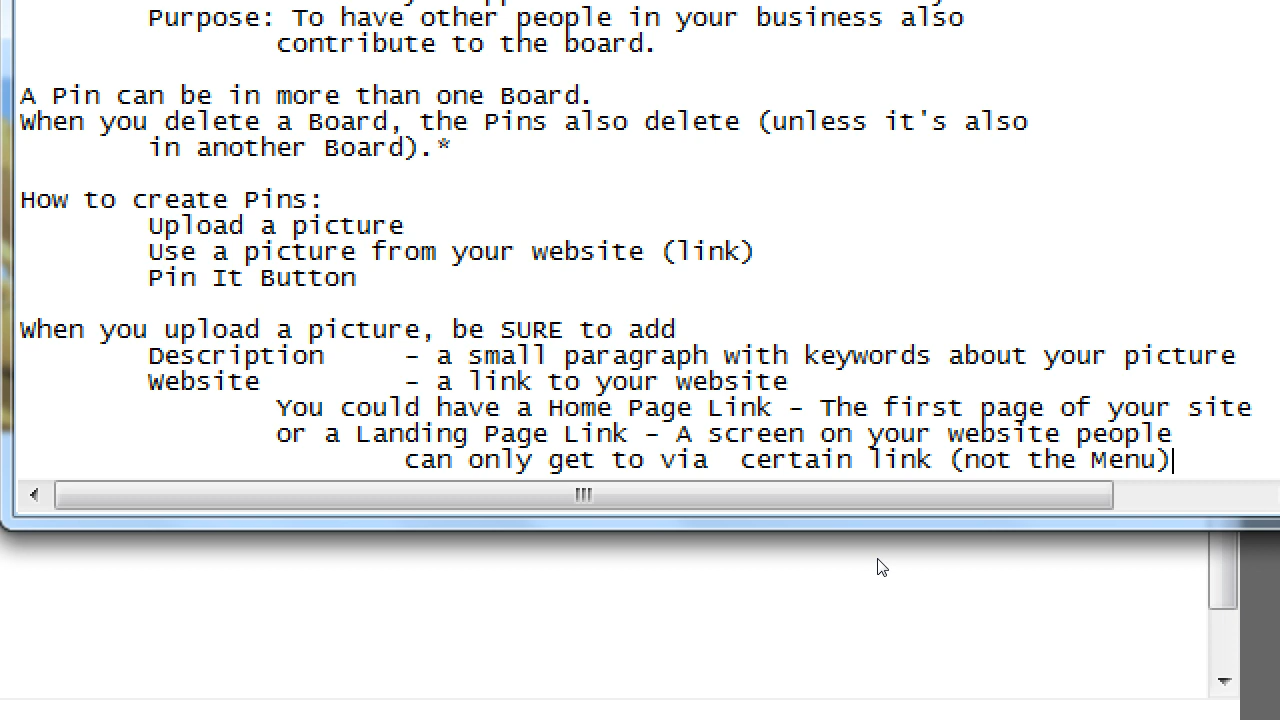 Purpose: To have other people in your business also
contribute to the board.
A Pin can be in more than one Board.
When you delete a Board, the Pins also delete (unless it's also
in another Board).*
How to create Pins:
Upload a picture
Use a picture from your website (link)
Pin It Button
When you upload a picture, be SURE to add
Description - a small paragraph with keywords about your picture
Website - a link to your website
You could have a Home Page Link - The first page of your site
or a Landing Page Link - A screen on your website people
can only get to via  certain link (not the Menu)